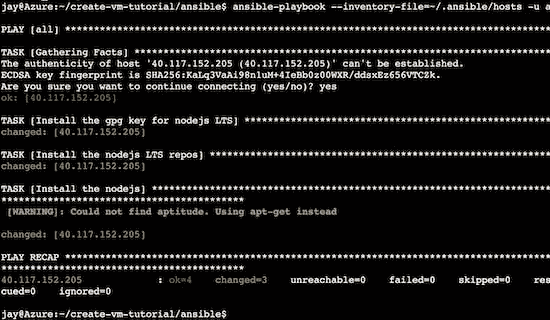 jay@Azure:~/create-vm-tutorial/ansible$ ansible-playbook --inventory-file=~/.ansible/hosts -u a
PLAY [all] *****************************************************************************
TASK [Gathering Facts] *****************************************************************
The authenticity of host '40.117.152.205 (40.117.152.205)' can't be established.
ECDSA key fingerprint is SHA256:KaLq3VaAi98n1uM+4IeBb0z00WXR/ddsxEz656VTCZk.
Are you sure you want to continue connecting (yes/no)? yes
ok: [40.117.152.205]
TASK [Install the gpg key for nodejs LTS] **********************************************
changed: [40.117.152.205]
TASK [Install the nodejs LTS repos] ****************************************************
changed: [40.117.152.205]
TASK [Install the nodejs] **************************************************************
******************************************
[WARNING]: Could not find aptitude. Using apt-get instead
changed: [40.117.152.205]
PLAY RECAP *****************************************************************************
******************************************
40.117.152.205 : ok=4 changed=3 unreachable=0 failed=0 skipped=0 res
cued=0 ignored=0
jay@Azure:~/create-vm-tutorial/ansible$